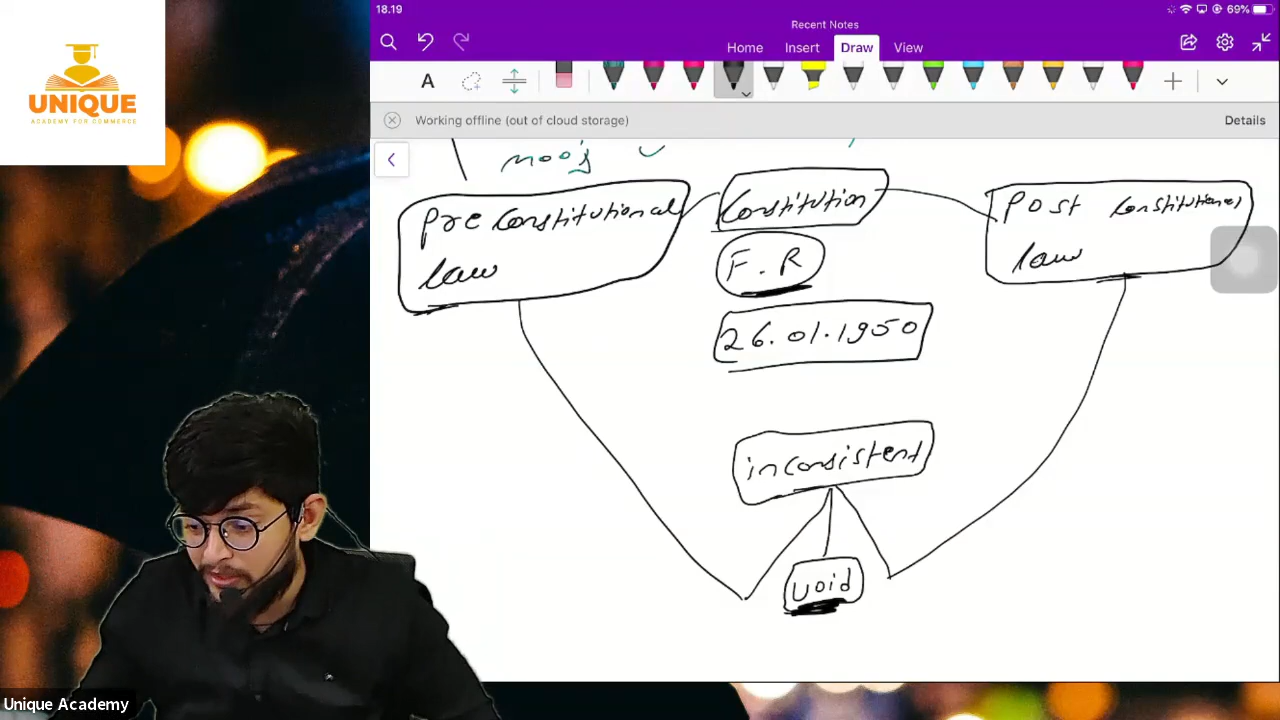 18.19
69%
Recent Notes
Home Insert Draw View
A
Working offline (out of cloud storage)
Details
UNIQUE
ACADEMY FOR COMMERCE
Pre constitutional
law
Constitution
F.R
26.01.1950
Post constitutional
law
inconsistent
void
Unique Academy